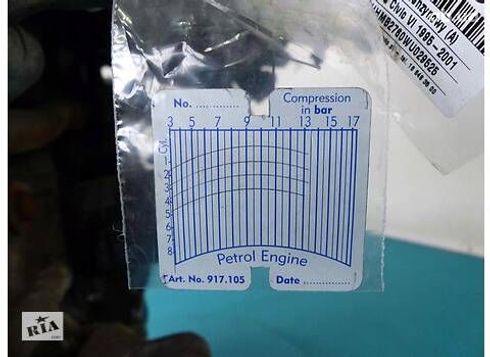 (A)
Civic VI 1995-2001
No. ............
Compression
in bar
3 5 7 9 11 13 15 17
Cyl.
1
2
3
4
5
6
7
8
Petrol Engine
Art. No. 917.105
Date ............
RIA
.com